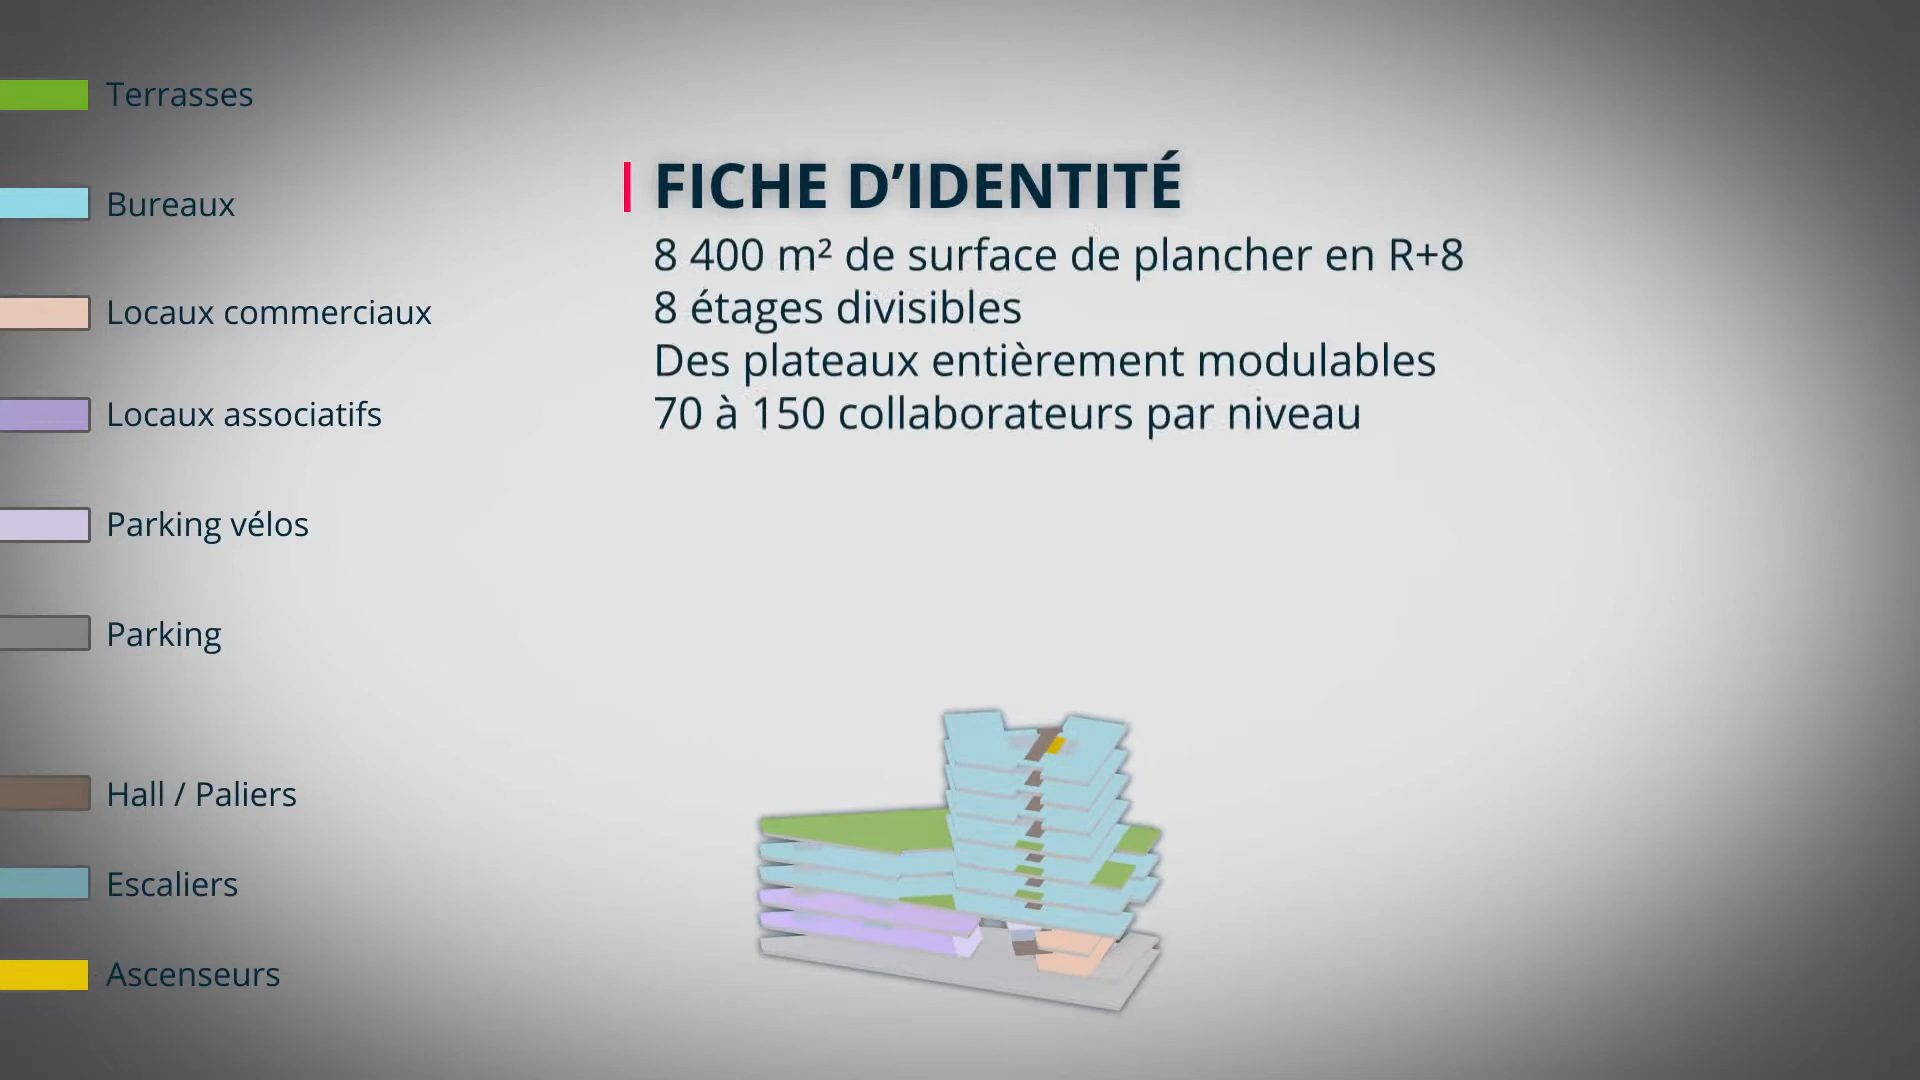 Terrasses
Bureaux
Locaux commerciaux
Locaux associatifs
Parking vélos
Parking
Hall / Paliers
Escaliers
Ascenseurs
FICHE D’IDENTITÉ
8 400 m² de surface de plancher en R+8
8 étages divisibles
Des plateaux entièrement modulables
70 à 150 collaborateurs par niveau